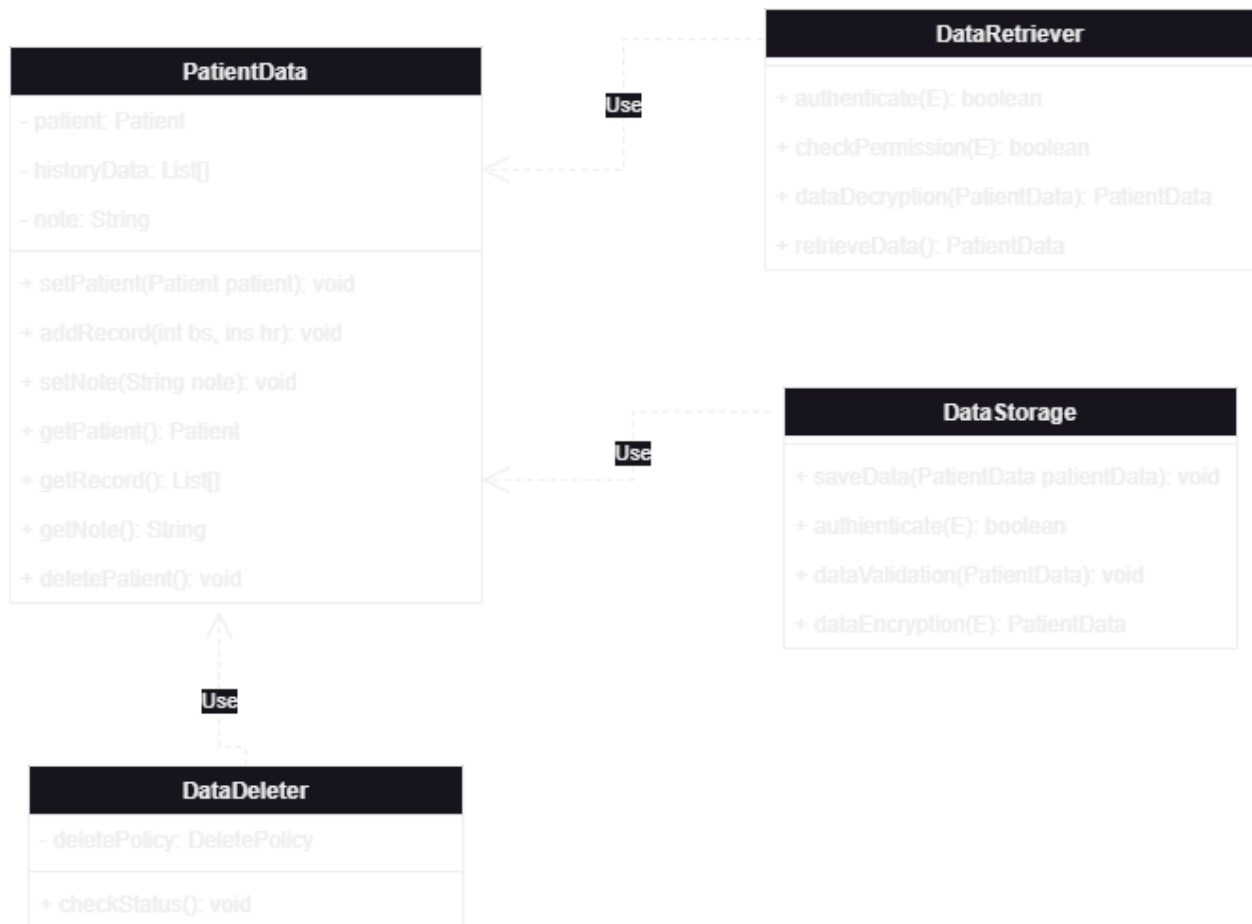 PatientData
- patient: Patient
- historyData: List[]
- note: String
+ setPatient(Patient patient): void
+ addRecord(int bs, ins hr): void
+ setNote(String note): void
+ getPatient(): Patient
+ getRecord(): List[]
+ getNote(): String
+ deletePatient(): void
Use
DataRetriever
+ authenticate(E): boolean
+ checkPermission(E): boolean
+ dataDecryption(PatientData): PatientData
+ retrieveData(): PatientData
Use
DataStorage
+ saveData(PatientData patientData): void
+ authienticate(E): boolean
+ dataValidation(PatientData): void
+ dataEncryption(E): PatientData
Use
DataDeleter
- deletePolicy: DeletePolicy
+ checkStatus(): void